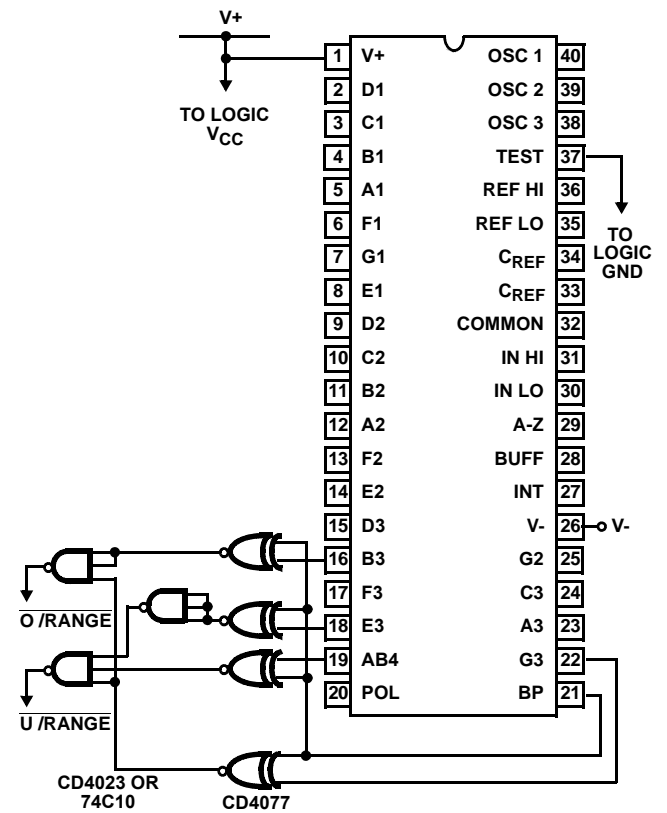 V+
TO LOGIC
VCC
1 V+
2 D1
3 C1
4 B1
5 A1
6 F1
7 G1
8 E1
9 D2
10 C2
11 B2
12 A2
13 F2
14 E2
15 D3
16 B3
17 F3
18 E3
19 AB4
20 POL
OSC 1 40
OSC 2 39
OSC 3 38
TEST 37
REF HI 36
REF LO 35
CREF 34
CREF 33
COMMON 32
IN HI 31
IN LO 30
A-Z 29
BUFF 28
INT 27
V- 26 V-
G2 25
C3 24
A3 23
G3 22
BP 21
TO
LOGIC
GND
O /RANGE
U /RANGE
CD4023 OR
74C10
CD4077